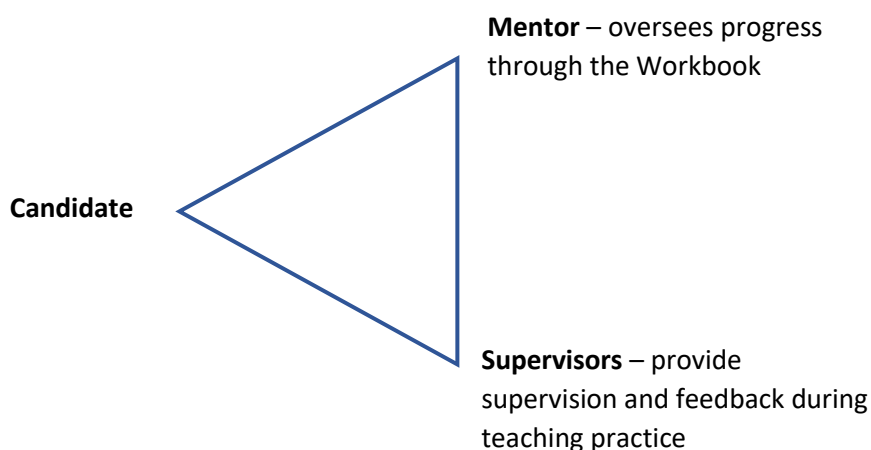 Mentor – oversees progress
through the Workbook
Candidate
Supervisors – provide
supervision and feedback during
teaching practice